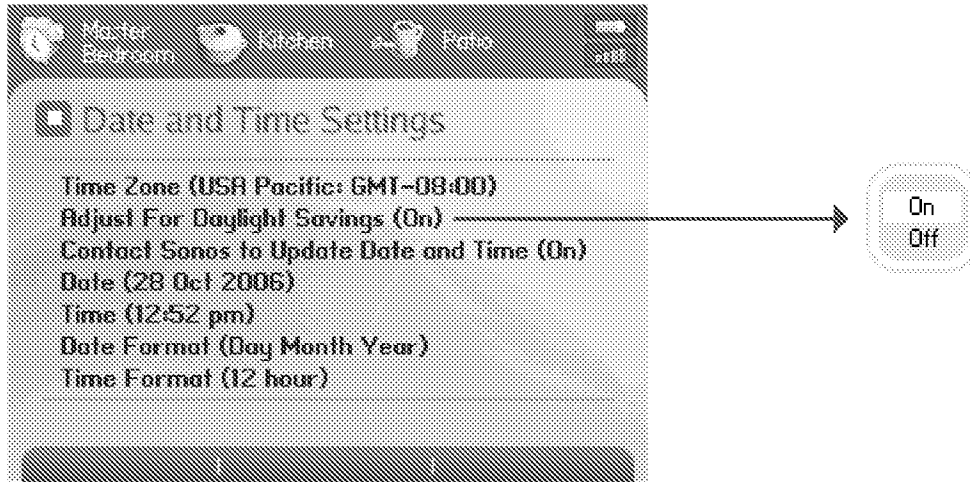 Master
Bedroom
Kitchen
Patio
Date and Time Settings
Time Zone (USA Pacific: GMT-08:00)
Adjust For Daylight Savings (On)
Contact Sonos to Update Date and Time (On)
Date (28 Oct 2006)
Time (12:52 pm)
Date Format (Day Month Year)
Time Format (12 hour)
On
Off